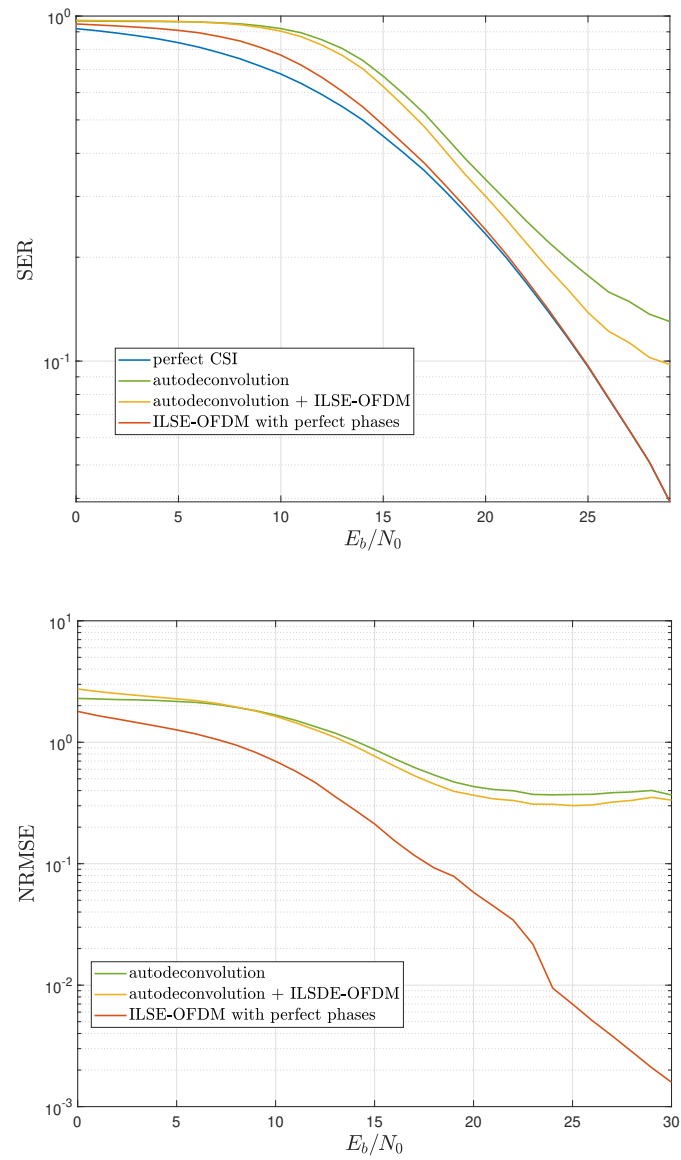 10^0
10^-1
SER
perfect CSI
autodeconvolution
autodeconvolution + ILSE-OFDM
ILSE-OFDM with perfect phases
0 5 10 15 20 25
E_b/N_0
10^1
10^0
10^-1
10^-2
10^-3
NRMSE
autodeconvolution
autodeconvolution + ILSDE-OFDM
ILSE-OFDM with perfect phases
0 5 10 15 20 25 30
E_b/N_0